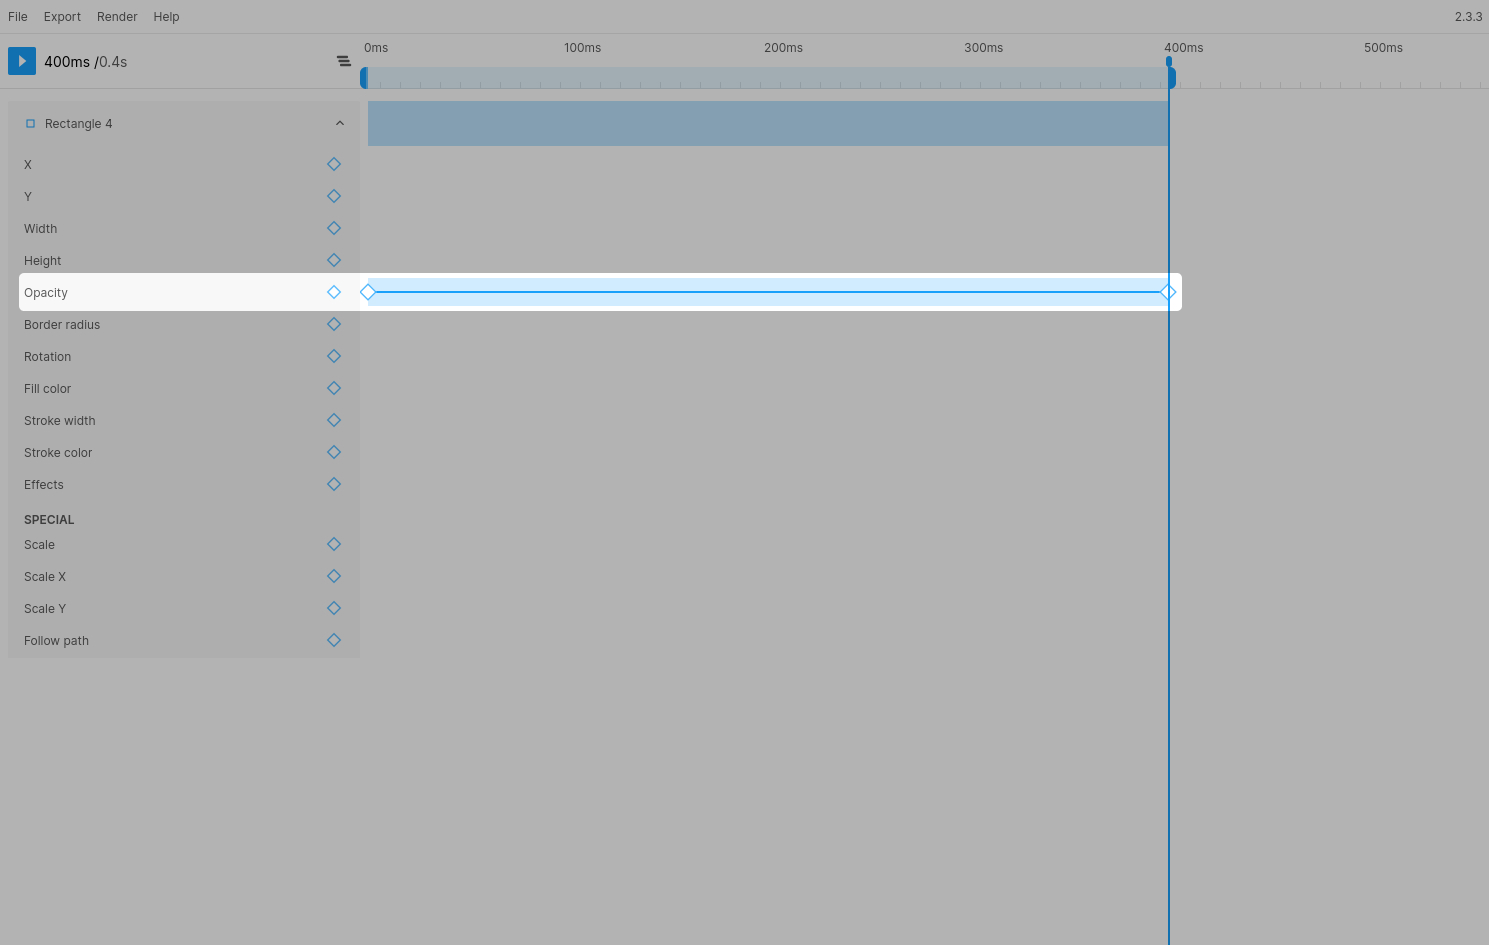 File Export Render Help 2.3.3
400ms /0.4s 0ms 100ms 200ms 300ms 400ms 500ms
Rectangle 4
X
Y
Width
Height
Opacity
Border radius
Rotation
Fill color
Stroke width
Stroke color
Effects
SPECIAL
Scale
Scale X
Scale Y
Follow path